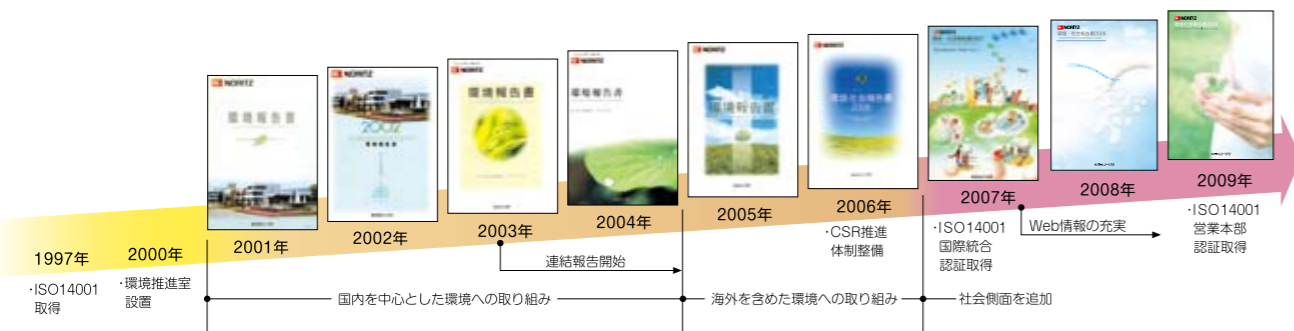 NORITZ
環境報告書
NORITZ
2002
環境報告書
NORITZ
環境報告書
環境報告書
環境報告書
環境社会報告書
2006
NORITZ
NORITZ
NORITZ
1997年
・ISO14001
取得
2000年
・環境推進室
設置
2001年
2002年
2003年
連結報告開始
2004年
2005年
2006年
・CSR推進
体制整備
2007年
・ISO14001
国際統合
認証取得
2008年
Web情報の充実
2009年
・ISO14001
営業本部
認証取得
国内を中心とした環境への取り組み
海外を含めた環境への取り組み
社会側面を追加